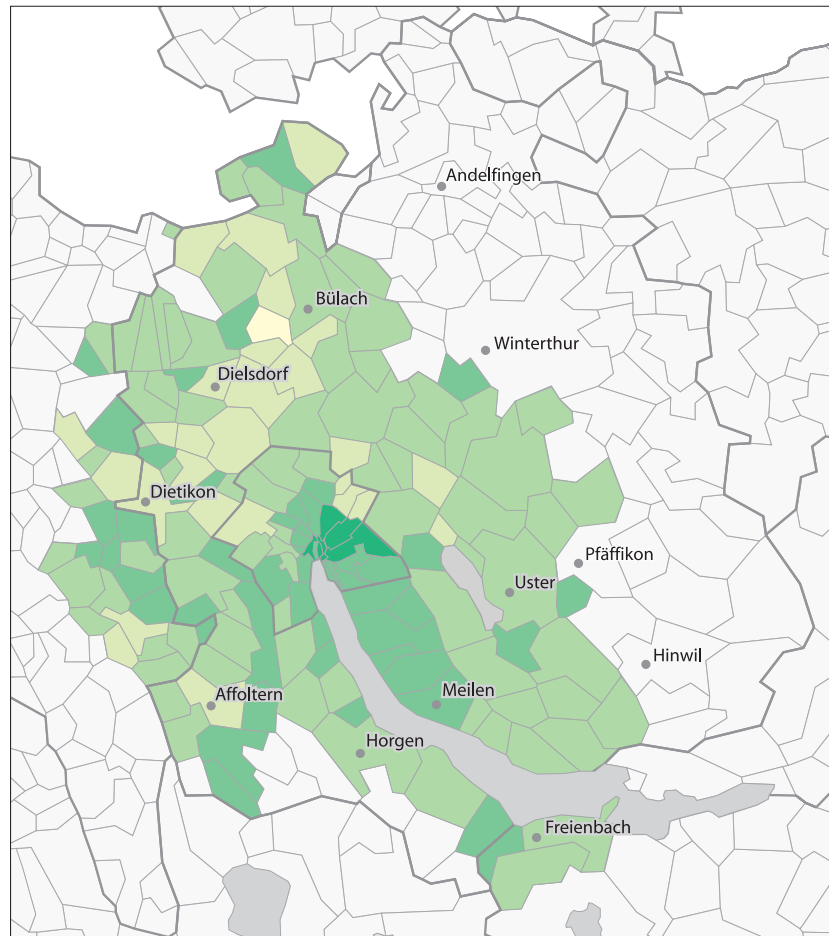 Andelfingen
Bülach
Winterthur
Dielsdorf
Dietikon
Pfäffikon
Uster
Hinwil
Affoltern
Meilen
Horgen
Freienbach